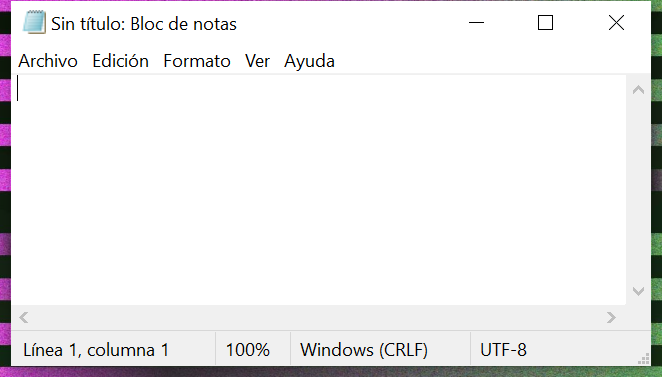 Sin título: Bloc de notas
Archivo Edición Formato Ver Ayuda
Línea 1, columna 1 100% Windows (CRLF) UTF-8